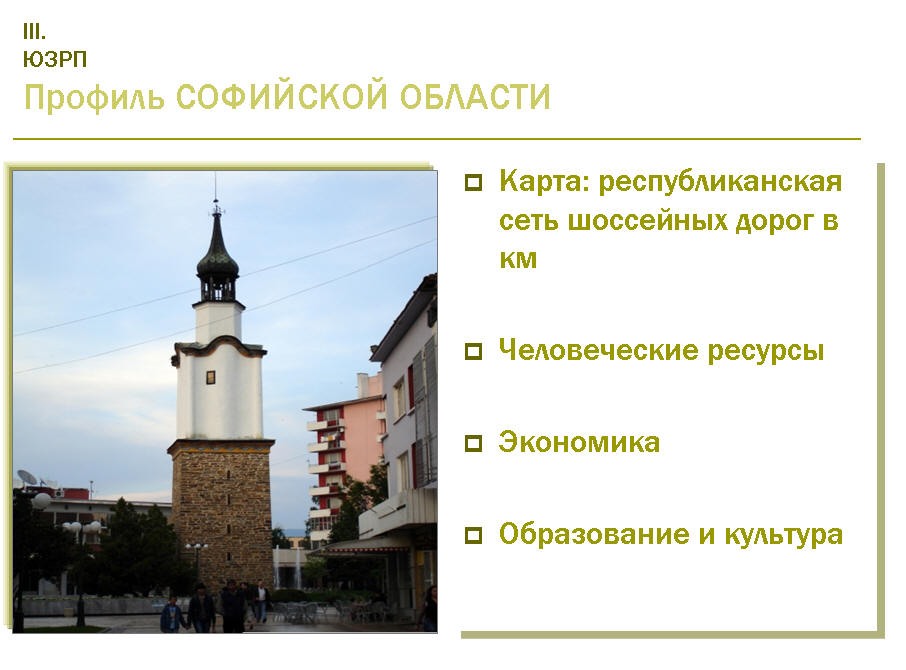 III.
ЮЗРП
Профиль СОФИЙСКОЙ ОБЛАСТИ
Карта: республиканская
сеть шоссейных дорог в
км
Человеческие ресурсы
Экономика
Образование и культура